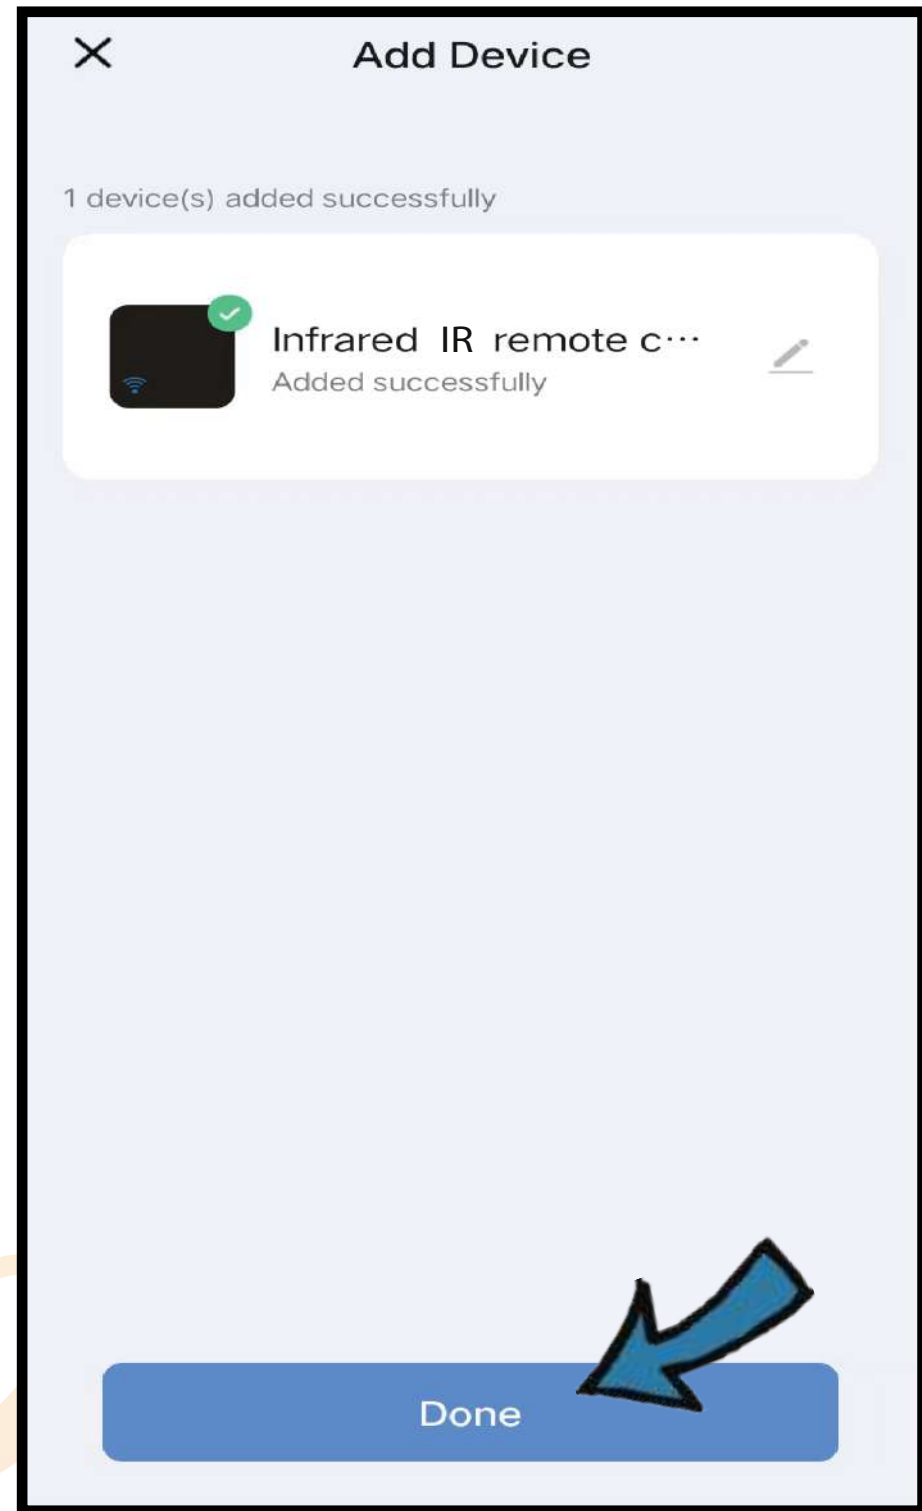 Add Device
1 device(s) added successfully
Infrared IR remote c···
Added successfully
Done